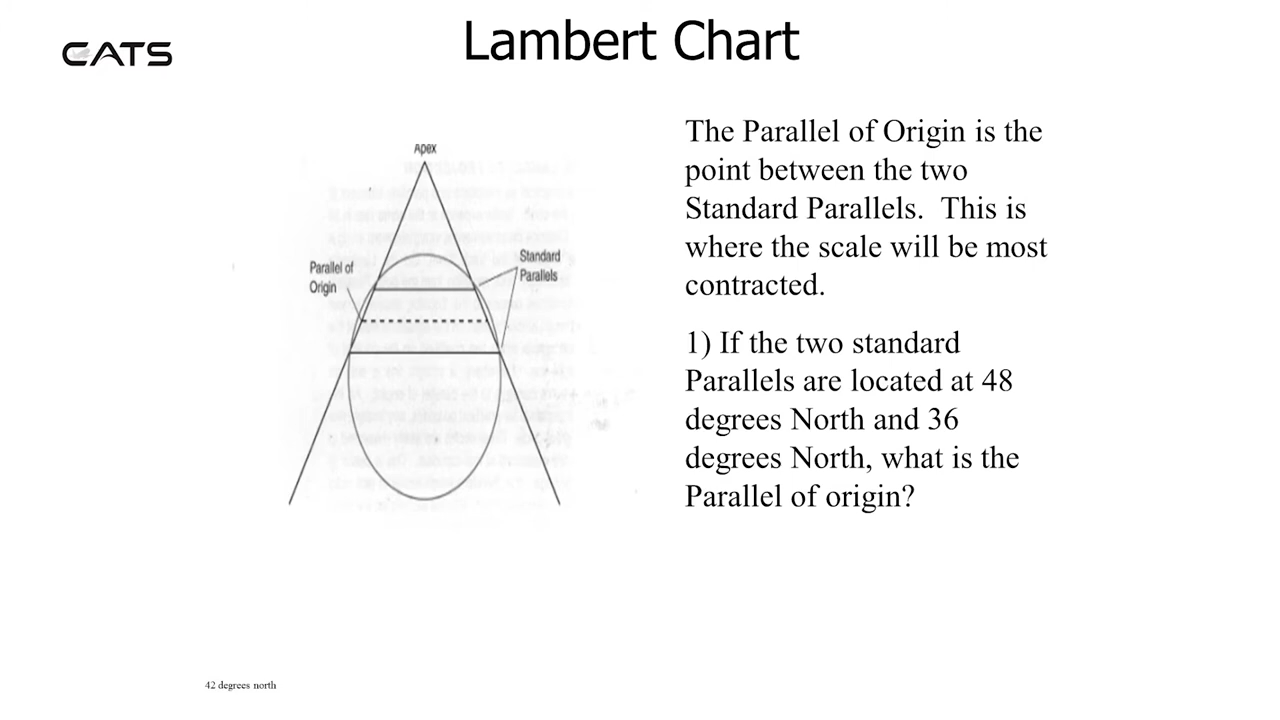 CATS
Lambert Chart
Apex
Parallel of
Origin
Standard
Parallels
The Parallel of Origin is the
point between the two
Standard Parallels.  This is
where the scale will be most
contracted.
1) If the two standard
Parallels are located at 48
degrees North and 36
degrees North, what is the
Parallel of origin?
42 degrees north